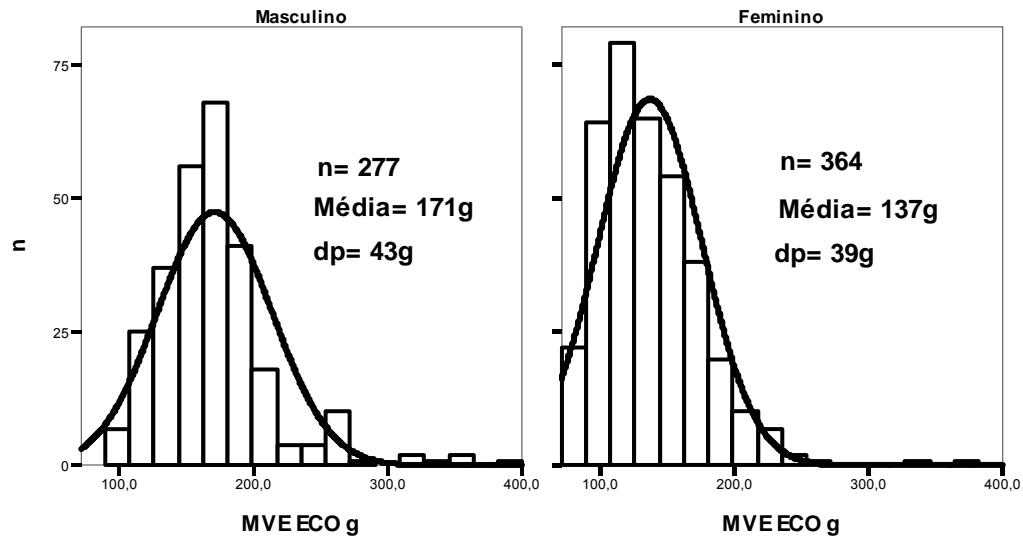 Masculino
Feminino
75
50
25
0
n
n= 277
Média= 171g
dp= 43g
n= 364
Média= 137g
dp= 39g
100,0 200,0 300,0 400,0
100,0 200,0 300,0 400,0
MVE ECO g
MVE ECO g